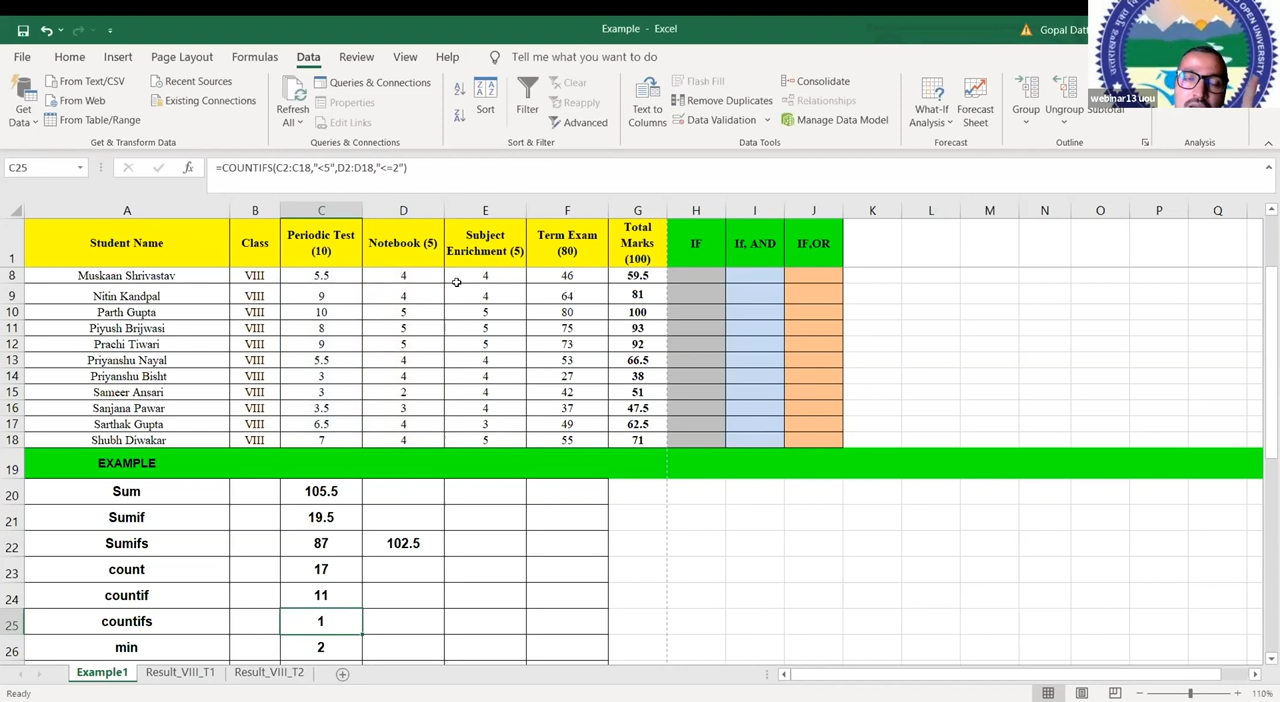 Example - Excel
Gopal Datt
File Home Insert Page Layout Formulas Data Review View Help Tell me what you want to do
Get Data
From Text/CSV
From Web
From Table/Range
Recent Sources
Existing Connections
Get & Transform Data
Refresh All
Queries & Connections
Properties
Edit Links
Queries & Connections
Sort
Filter
Clear
Reapply
Advanced
Sort & Filter
Text to Columns
Flash Fill
Remove Duplicates
Data Validation
Consolidate
Relationships
Manage Data Model
Data Tools
What-If Analysis
Forecast Sheet
Forecast
Group
Ungroup
Subtotal
Outline
Analysis
OPEN UNIVERSITY
webinar13 uou
C25 fx =COUNTIFS(C2:C18,"<5",D2:D18,"<=2")
A B C D E F G H I J K L M N O P Q
1 Student Name Class Periodic Test (10) Notebook (5) Subject Enrichment (5) Term Exam (80) Total Marks (100) IF If, AND IF,OR
8 Muskaan Shrivastav VIII 5.5 4 4 46 59.5
9 Nitin Kandpal VIII 9 4 4 64 81
10 Parth Gupta VIII 10 5 5 80 100
11 Piyush Brijwasi VIII 8 5 5 75 93
12 Prachi Tiwari VIII 9 5 5 73 92
13 Priyanshu Nayal VIII 5.5 4 4 53 66.5
14 Priyanshu Bisht VIII 3 4 4 27 38
15 Sameer Ansari VIII 3 2 4 42 51
16 Sanjana Pawar VIII 3.5 3 4 37 47.5
17 Sarthak Gupta VIII 6.5 4 3 49 62.5
18 Shubh Diwakar VIII 7 4 5 55 71
19 EXAMPLE
20 Sum 105.5
21 Sumif 19.5
22 Sumifs 87 102.5
23 count 17
24 countif 11
25 countifs 1
26 min 2
Example1 Result_VIII_T1 Result_VIII_T2
Ready 110%